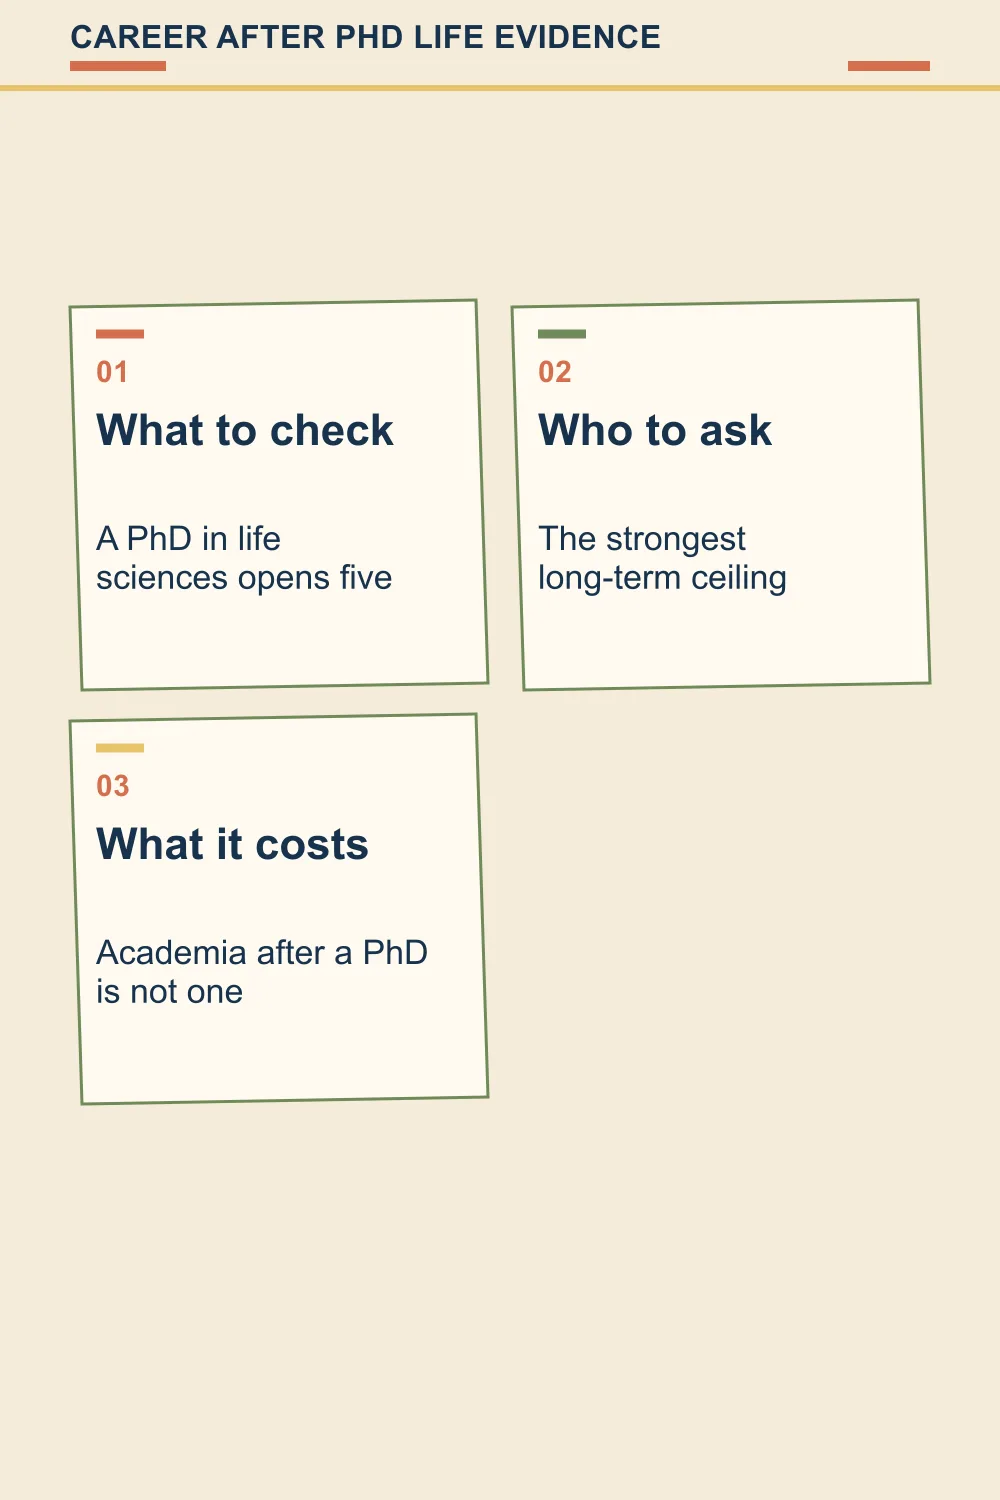 CAREER AFTER PHD LIFE EVIDENCE
01
What to check
A PhD in life
sciences opens five
02
Who to ask
The strongest
long-term ceiling
03
What it costs
Academia after a PhD
is not one